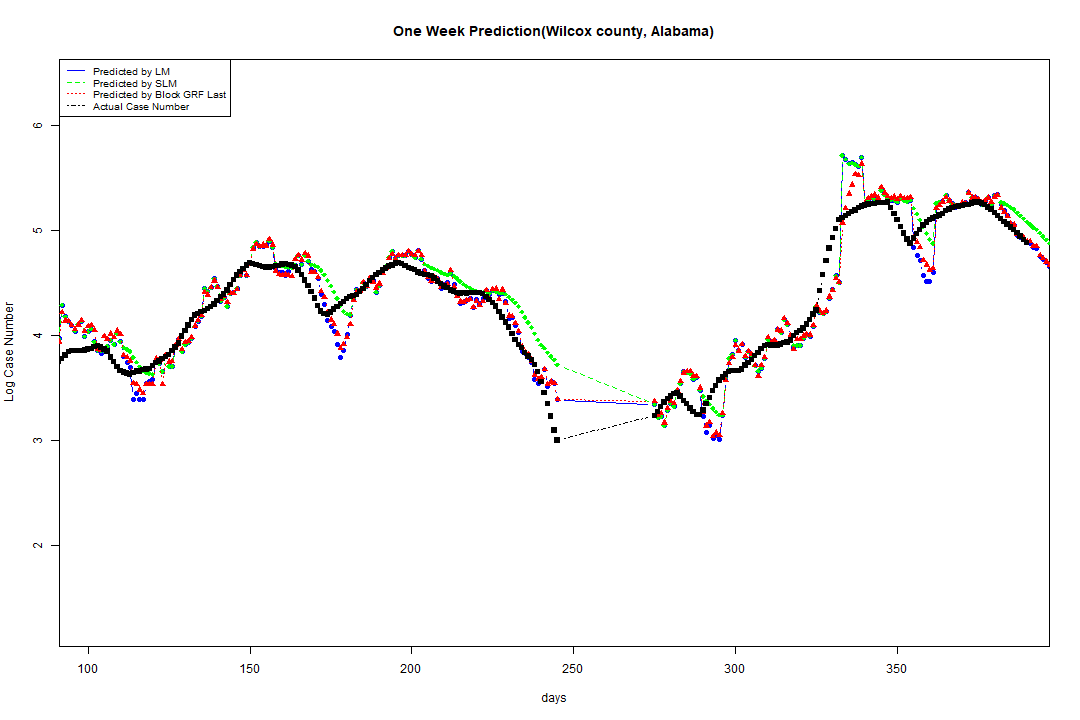 One Week Prediction(Wilcox county, Alabama)
Predicted by LM
Predicted by SLM
Predicted by Block GRF Last
Actual Case Number
6
5
4
3
2
Log Case Number
100 150 200 250 300 350
days